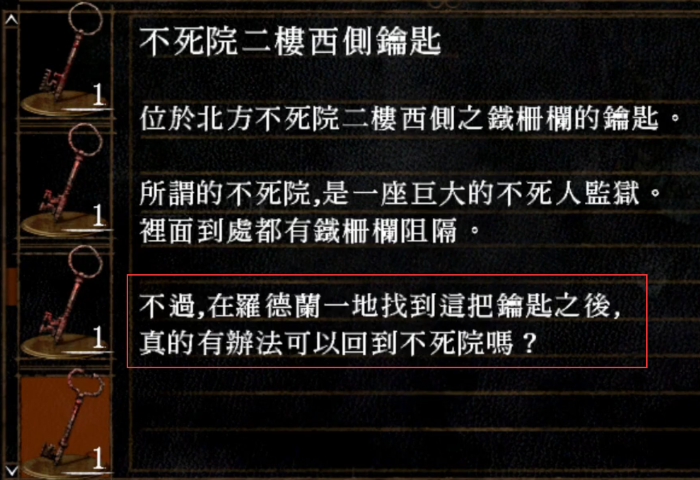 不死院二樓西側鑰匙
位於北方不死院二樓西側之鐵柵欄的鑰匙。
所謂的不死院,是一座巨大的不死人監獄。
裡面到處都有鐵柵欄阻隔。
不過,在羅德蘭一地找到這把鑰匙之後,
真的有辦法可以回到不死院嗎？
1
1
1
1